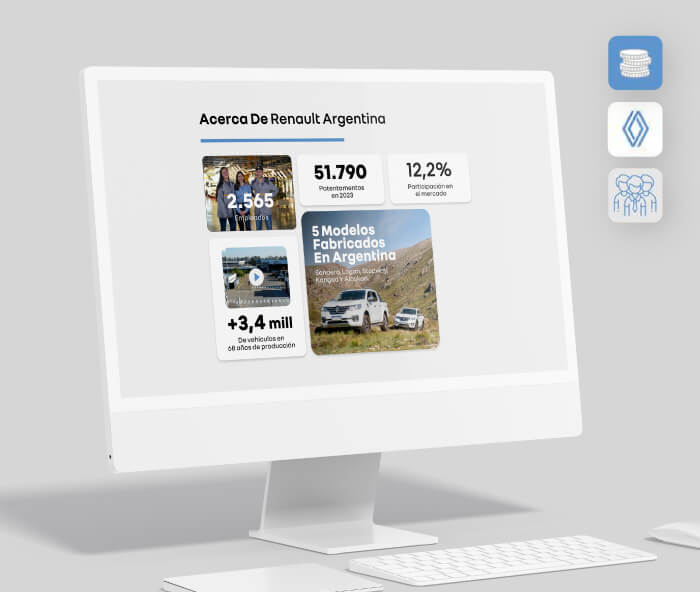 Acerca De Renault Argentina
2.565
Empleados
51.790
Patentamientos
en 2023
12,2%
Participación en
el mercado
5 Modelos
Fabricados
En Argentina
Sandero, Logan, Stepway,
Kangoo Y Alaskan.
+3,4 mill
De vehículos en
68 años de producción